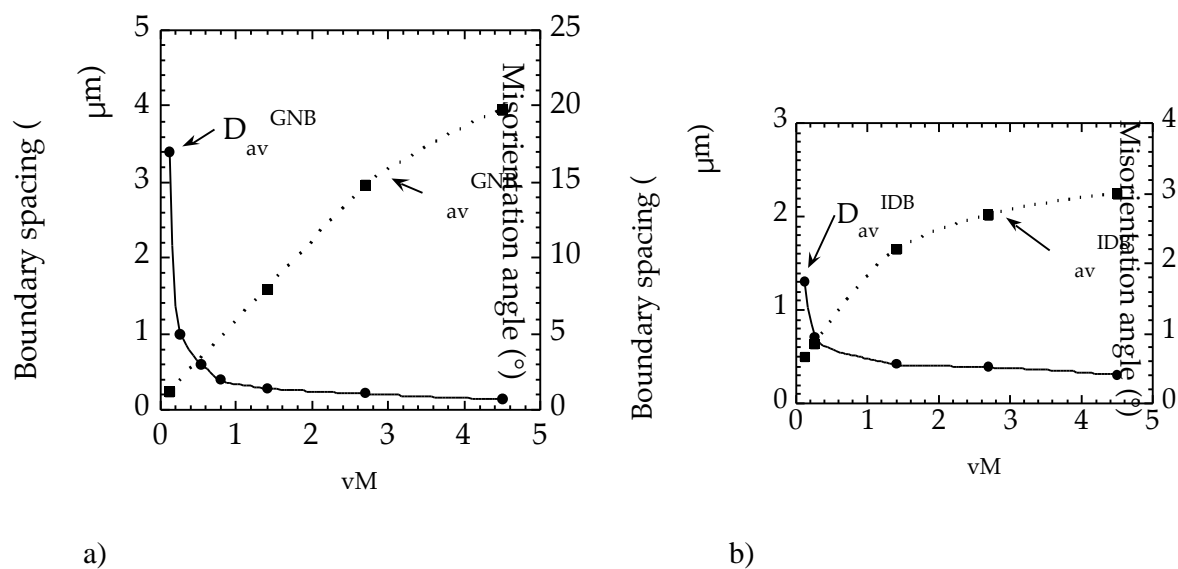 5
4
3
2
1
0
Boundary spacing (
μm)
D av GNB
GNB
av
25
20
15
10
5
0
Misorientation angle (°)
0 1 2 3 4 5
vM
a)
3
2
1
0
Boundary spacing (
μm)
D av IDB
IDB
av
4
3
2
1
0
Misorientation angle (°)
0 1 2 3 4 5
vM
b)